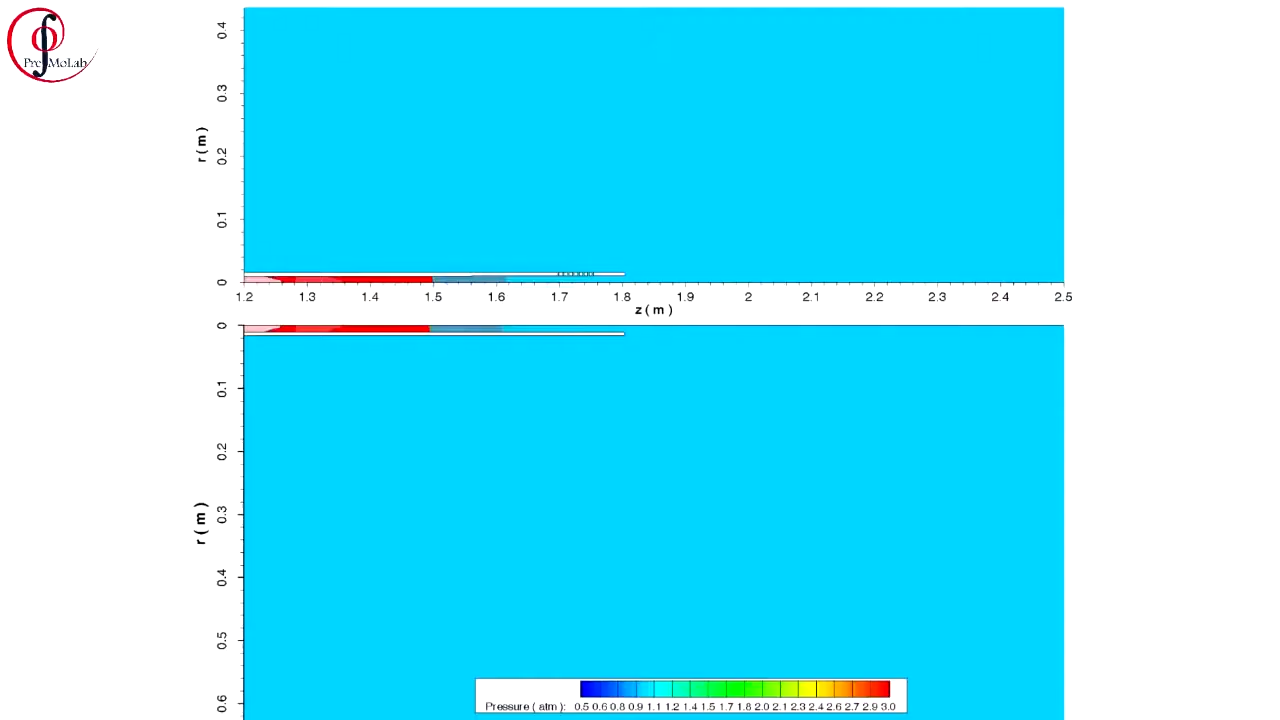 PreMoLab
0.4
0.3
r ( m )
0.2
0.1
0
1.2 1.3 1.4 1.5 1.6 1.7 1.8 1.9 2 2.1 2.2 2.3 2.4 2.5
z ( m )
0
0.1
0.2
0.3
r ( m )
0.4
0.5
0.6
Pressure ( atm ): 0.5 0.6 0.8 0.9 1.1 1.2 1.4 1.5 1.7 1.8 2.0 2.1 2.3 2.4 2.6 2.7 2.9 3.0